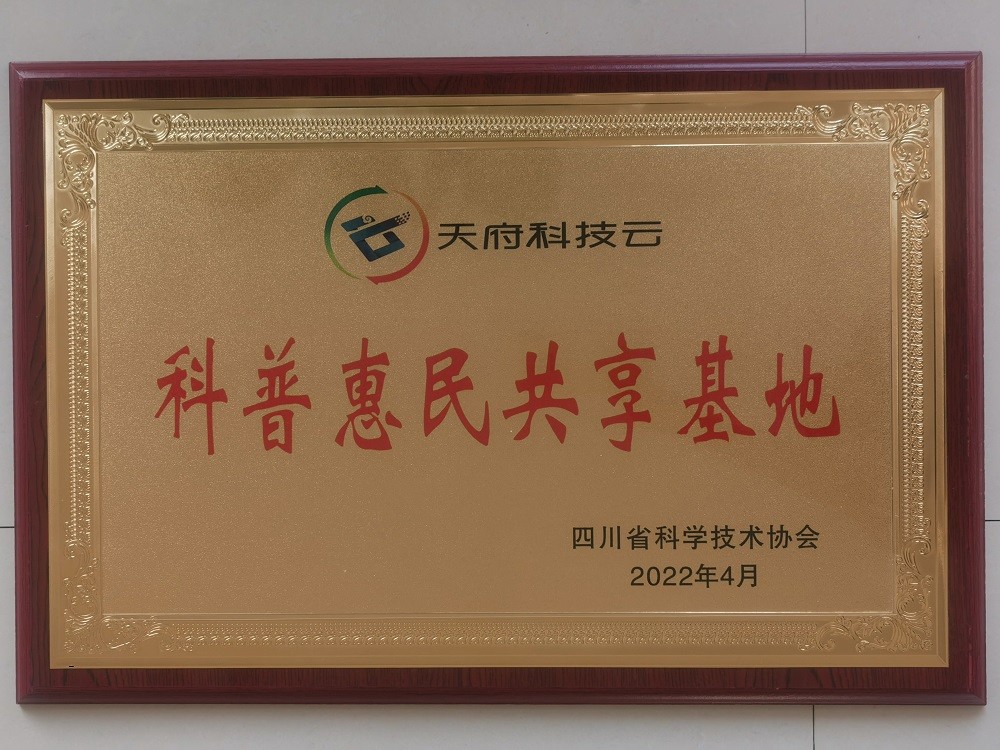 天府科技云
科普惠民共享基地
四川省科学技术协会
2022年4月